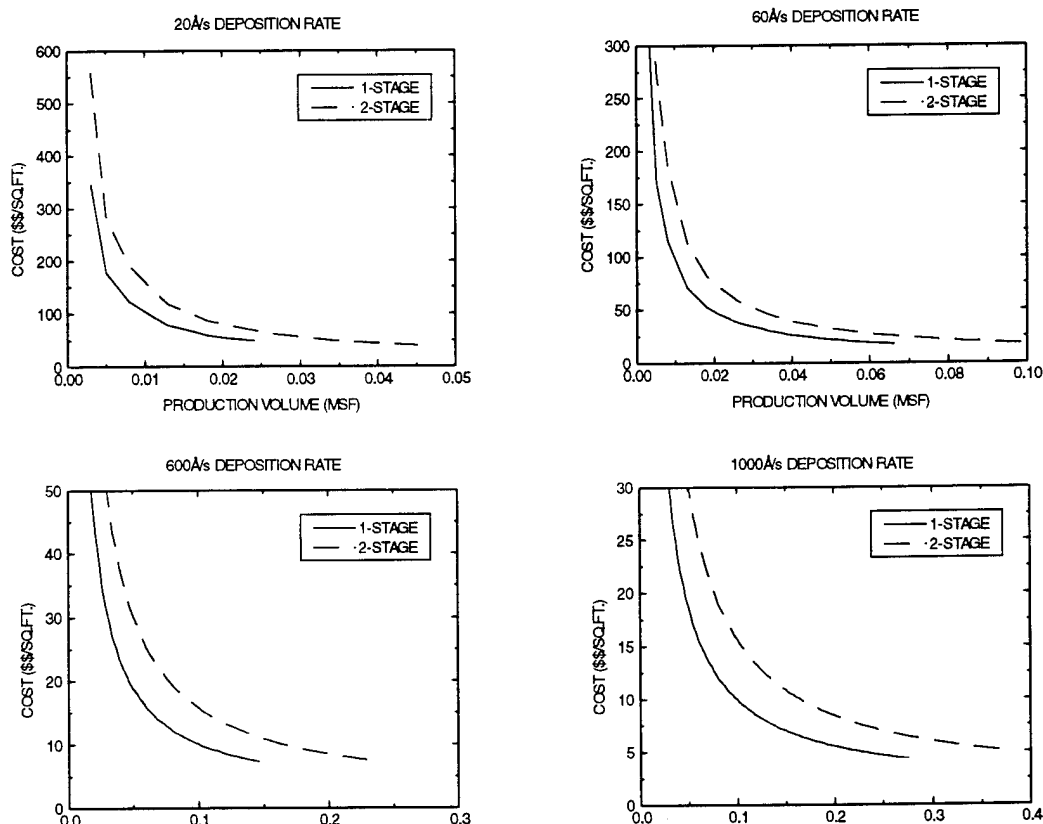 20Å/s DEPOSITION RATE
600
500
400
300
200
100
0
COST ($$/SQ.FT.)
1-STAGE
2-STAGE
0.00 0.01 0.02 0.03 0.04 0.05
PRODUCTION VOLUME (MSF)
60Å/s DEPOSITION RATE
300
250
200
150
100
50
0
COST ($$/SQ.FT.)
1-STAGE
2-STAGE
0.00 0.02 0.04 0.06 0.08 0.10
PRODUCTION VOLUME (MSF)
600Å/s DEPOSITION RATE
50
40
30
20
10
0
COST ($$/SQ.FT.)
1-STAGE
2-STAGE
0.0 0.1 0.2 0.3
1000Å/s DEPOSITION RATE
30
25
20
15
10
5
0
COST ($$/SQ.FT.)
1-STAGE
2-STAGE
0.0 0.1 0.2 0.3 0.4